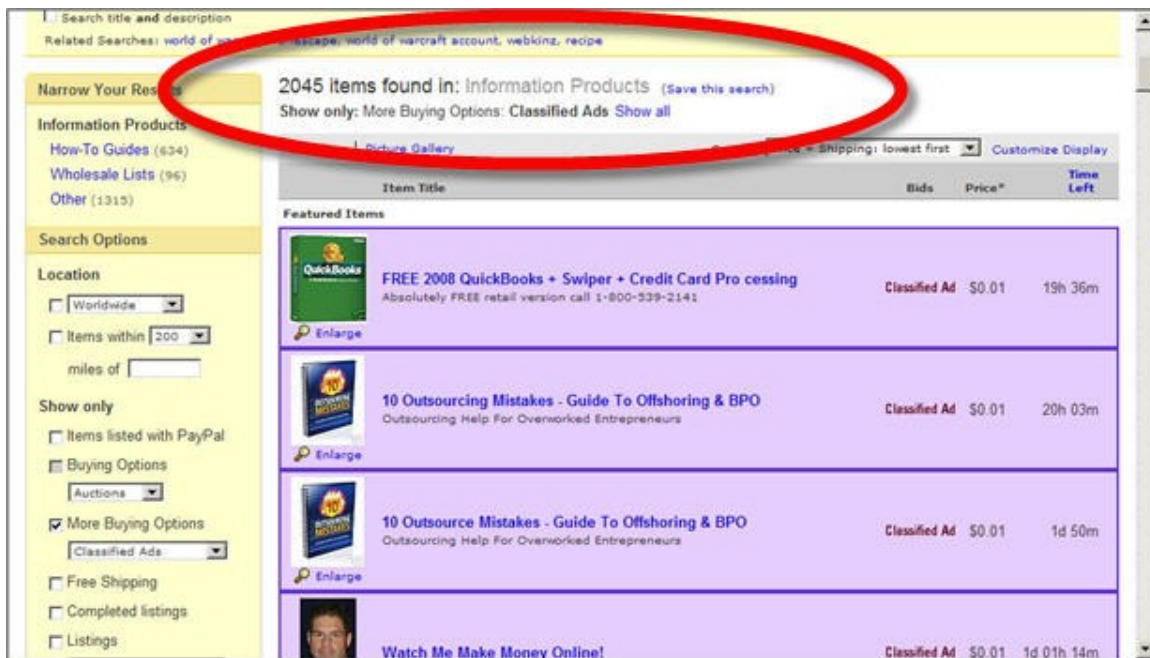 Search title and description
Related Searches: world of warcraft account, webkinz, recipe
Narrow Your
2045 items found in: Information Products (Save this search)
Show only: More Buying Options: Classified Ads Show all
Information Products
How-To Guides (634)
Wholesale Lists (96)
Other (1315)
Picture Gallery
Shipping: lowest first
Customize Display
Item Title Bids Price* Time Left
Featured Items
Search Options
Location
Worldwide
Items within 200
miles of
Show only
Items listed with PayPal
Buying Options
Auctions
More Buying Options
Classified Ads
Free Shipping
Completed listings
Listings
QuickBooks
FREE 2008 QuickBooks + Swiper + Credit Card Pro cessing
Absolutely FREE retail version call 1-800-539-2141
Classified Ad $0.01 19h 36m
Enlarge
10 Outsourcing Mistakes - Guide To Offshoring & BPO
Outsourcing Help For Overworked Entrepreneurs
Classified Ad $0.01 20h 03m
Enlarge
10 Outsource Mistakes - Guide To Offshoring & BPO
Outsourcing Help For Overworked Entrepreneurs
Classified Ad $0.01 1d 50m
Enlarge
Watch Me Make Money Online!
Classified Ad $0.01 1d 01h 14m